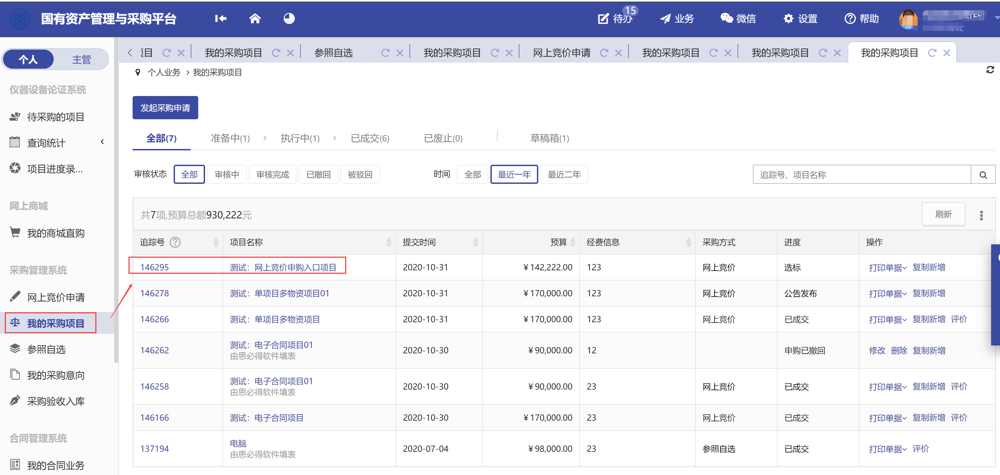 国有资产管理与采购平台
待办
15
业务
微信
设置
帮助
个人
主管
仪器设备论证系统
待采购的项目
查询统计
项目进度录...
网上商城
我的商城直购
采购管理系统
网上竞价申请
我的采购项目
参照自选
我的采购意向
采购验收入库
合同管理系统
我的合同业务
项目
我的采购项目
参照自选
我的采购项目
网上竞价申请
我的采购项目
我的采购项目
我的采购项目
个人业务 > 我的采购项目
发起采购申请
全部(7)
准备中(1)
执行中(1)
已成交(6)
已废止(0)
草稿箱(1)
审核状态 全部 审核中 审核完成 已撤回 被驳回
时间 全部 最近一年 最近二年
追踪号、项目名称
共7项,预算总额930,222元
刷新
追踪号 项目名称 提交时间 预算 经费信息 采购方式 进度 操作
146295 测试：网上竞价申购入口项目 2020-10-31 ¥142,222.00 123 网上竞价 选标 打印单据 复制新增
146278 测试：单项目多物资项目01 2020-10-31 ¥170,000.00 123 网上竞价 公告发布 打印单据 复制新增
146266 测试：单项目多物资项目 2020-10-31 ¥170,000.00 123 网上竞价 已成交 打印单据 复制新增 评价
146262 测试：电子合同项目01 2020-10-30 ¥90,000.00 12 申购已撤回 修改 删除 复制新增
由思必得软件填表
146258 测试：电子合同项目01 2020-10-30 ¥90,000.00 23 网上竞价 已成交 打印单据 复制新增 评价
由思必得软件填表
146166 测试：电子合同项目 2020-10-30 ¥170,000.00 23 网上竞价 已成交 打印单据 复制新增 评价
137194 电脑 2020-07-04 ¥98,000.00 23 参照自选 已成交 打印单据 评价
由思必得软件填表